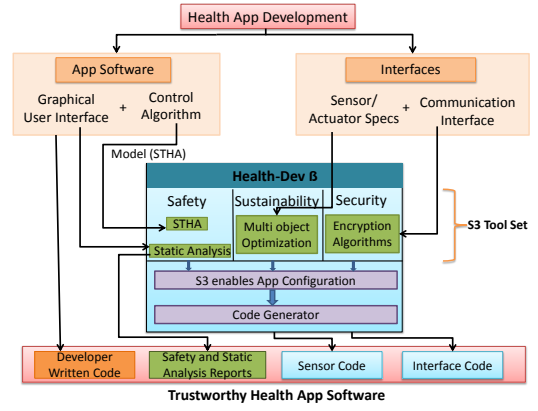 Health App Development
App Software
Interfaces
Graphical User Interface + Control Algorithm
Sensor/ Actuator Specs + Communication Interface
Model (STHA)
Health-Dev ß
Safety
Sustainability
Security
STHA
Static Analysis
Multi object Optimization
Encryption Algorithms
S3 Tool Set
S3 enables App Configuration
Code Generator
Developer Written Code
Safety and Static Analysis Reports
Sensor Code
Interface Code
Trustworthy Health App Software